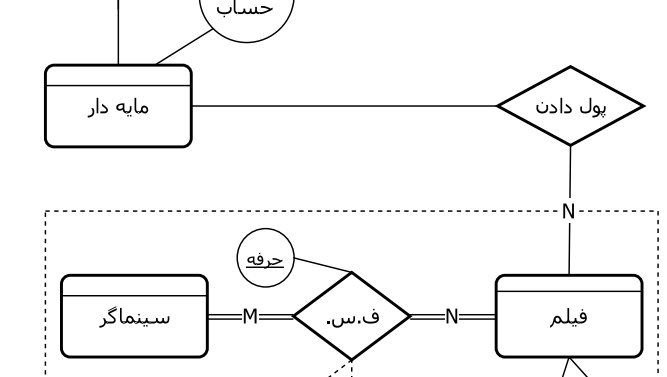 حساب
مایه دار
پول دادن
N
حرفه
سینماگر
M
ف.س.
N
فیلم